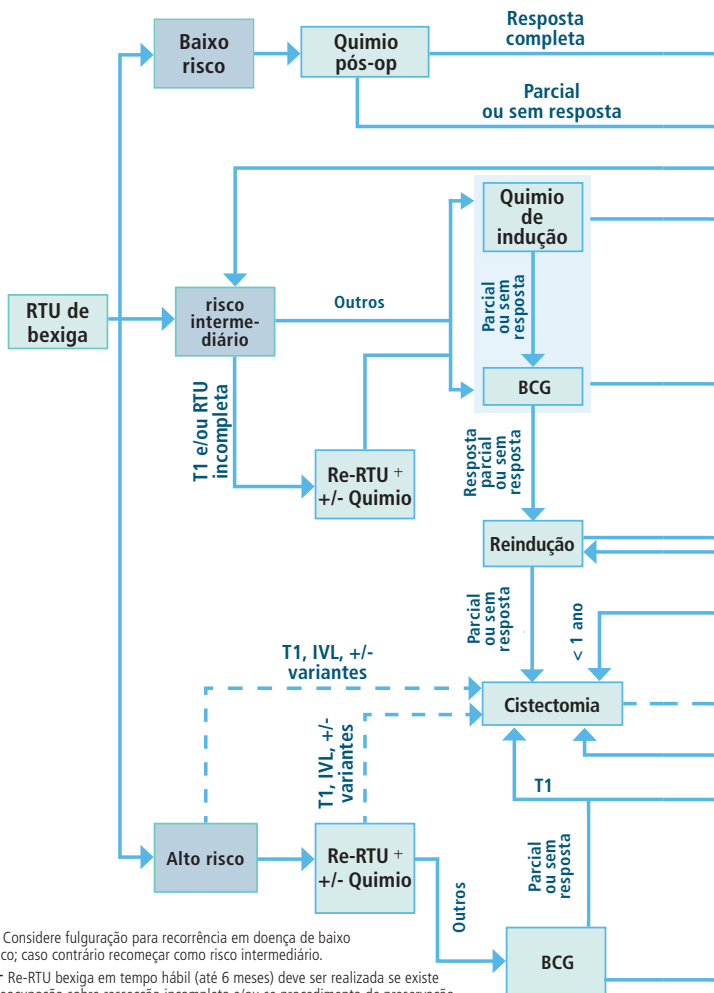 Resposta
completa
Baixo
risco
Quimio
pós-op
Parcial
ou sem resposta
Quimio
de
indução
Parcial
ou sem
resposta
RTU de
bexiga
risco
interme-
diário
Outros
BCG
T1 e/ou RTU
incompleta
Re-RTU +
+/- Quimio
Resposta
parcial
ou sem
resposta
Reindução
Parcial
ou sem
resposta
< 1 ano
T1, IVL, +/-
variantes
Cistectomia
T1, IVL, +/-
variantes
T1
Alto risco
Re-RTU +
+/- Quimio
Parcial
ou sem
resposta
Outros
BCG
Considere fulguração para recorrência em doença de baixo
co; caso contrário recomeçar como risco intermediário.
Re-RTU bexiga em tempo hábil (até 6 meses) deve ser realizada se existe